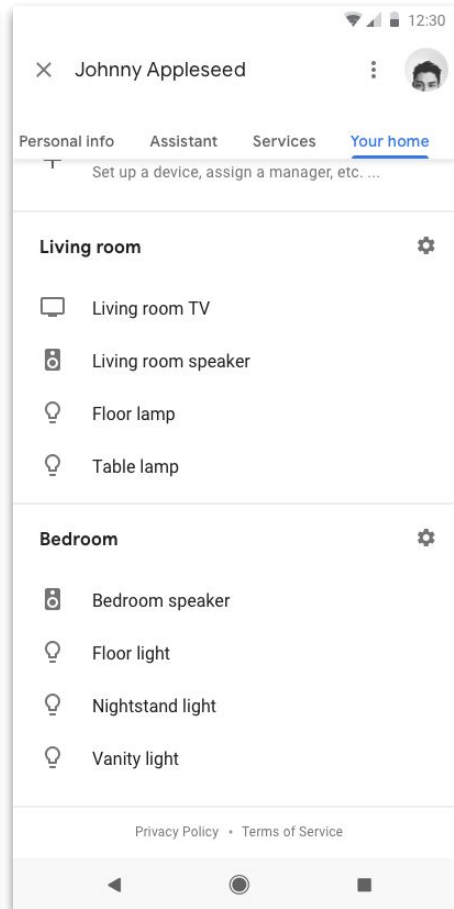 12:30
Johnny Appleseed
Personal info Assistant Services Your home
Set up a device, assign a manager, etc. ...
Living room
Living room TV
Living room speaker
Floor lamp
Table lamp
Bedroom
Bedroom speaker
Floor light
Nightstand light
Vanity light
Privacy Policy • Terms of Service